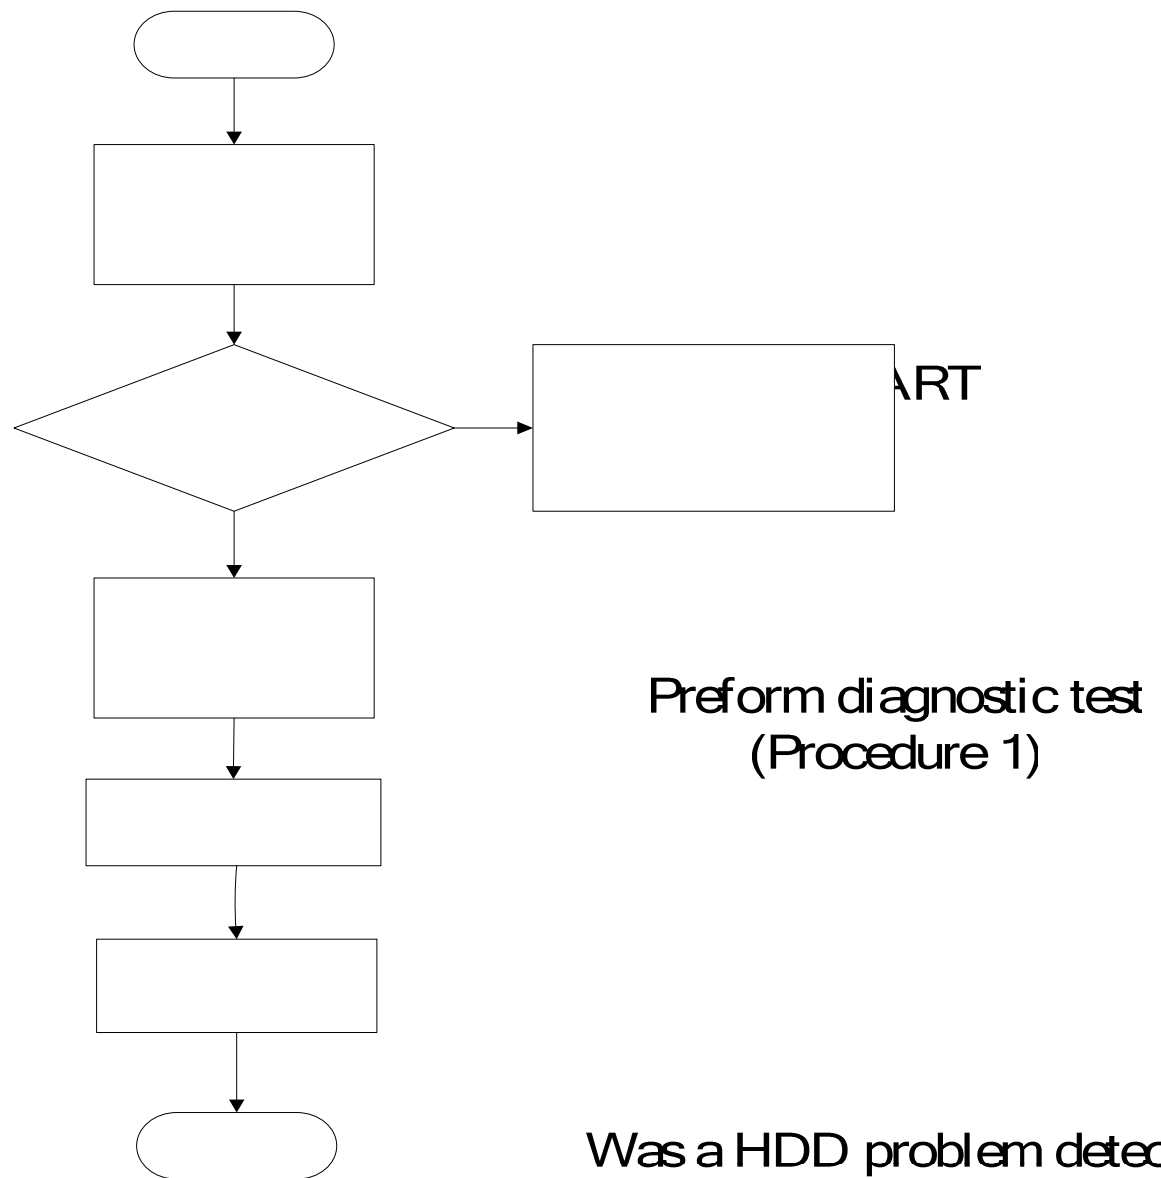 ART
Preform diagnostic test
(Procedure 1)
Was a HDD problem detec